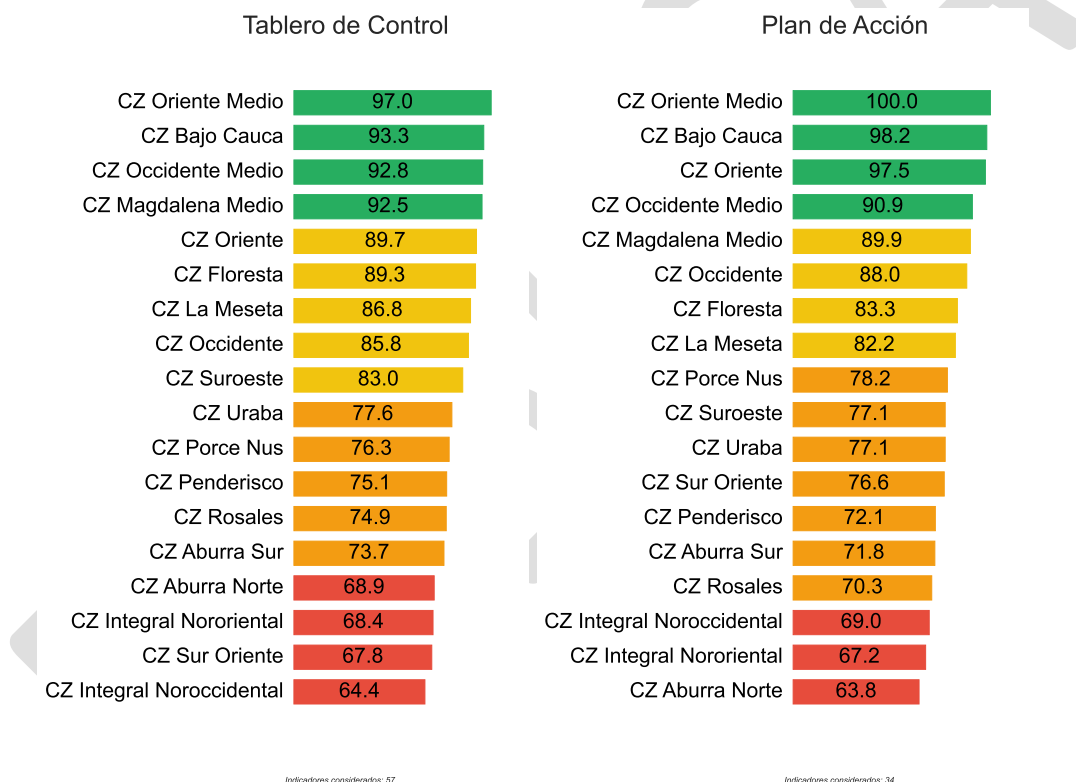 Tablero de Control
CZ Oriente Medio 97.0
CZ Bajo Cauca 93.3
CZ Occidente Medio 92.8
CZ Magdalena Medio 92.5
CZ Oriente 89.7
CZ Floresta 89.3
CZ La Meseta 86.8
CZ Occidente 85.8
CZ Suroeste 83.0
CZ Uraba 77.6
CZ Porce Nus 76.3
CZ Penderisco 75.1
CZ Rosales 74.9
CZ Aburra Sur 73.7
CZ Aburra Norte 68.9
CZ Integral Nororiental 68.4
CZ Sur Oriente 67.8
CZ Integral Noroccidental 64.4
Indicadores considerados: 57
Plan de Acción
CZ Oriente Medio 100.0
CZ Bajo Cauca 98.2
CZ Oriente 97.5
CZ Occidente Medio 90.9
CZ Magdalena Medio 89.9
CZ Occidente 88.0
CZ Floresta 83.3
CZ La Meseta 82.2
CZ Porce Nus 78.2
CZ Suroeste 77.1
CZ Uraba 77.1
CZ Sur Oriente 76.6
CZ Penderisco 72.1
CZ Aburra Sur 71.8
CZ Rosales 70.3
CZ Integral Noroccidental 69.0
CZ Integral Nororiental 67.2
CZ Aburra Norte 63.8
Indicadores considerados: 34